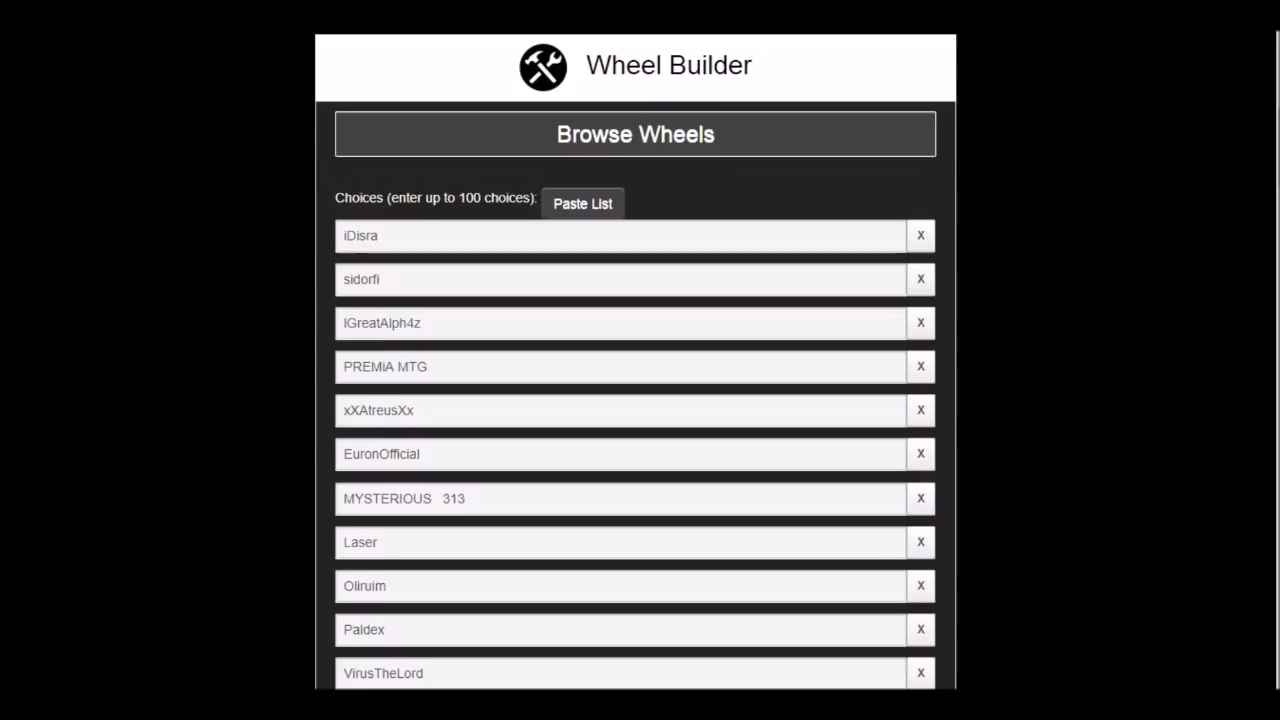 Wheel Builder
Browse Wheels
Choices (enter up to 100 choices): Paste List
iDisra X
sidorfi X
lGreatAlph4z X
PREMiA MTG X
xXAtreusXx X
EuronOfficial X
MYSTERIOUS   313 X
Laser X
Oliruim X
Paldex X
VirusTheLord X